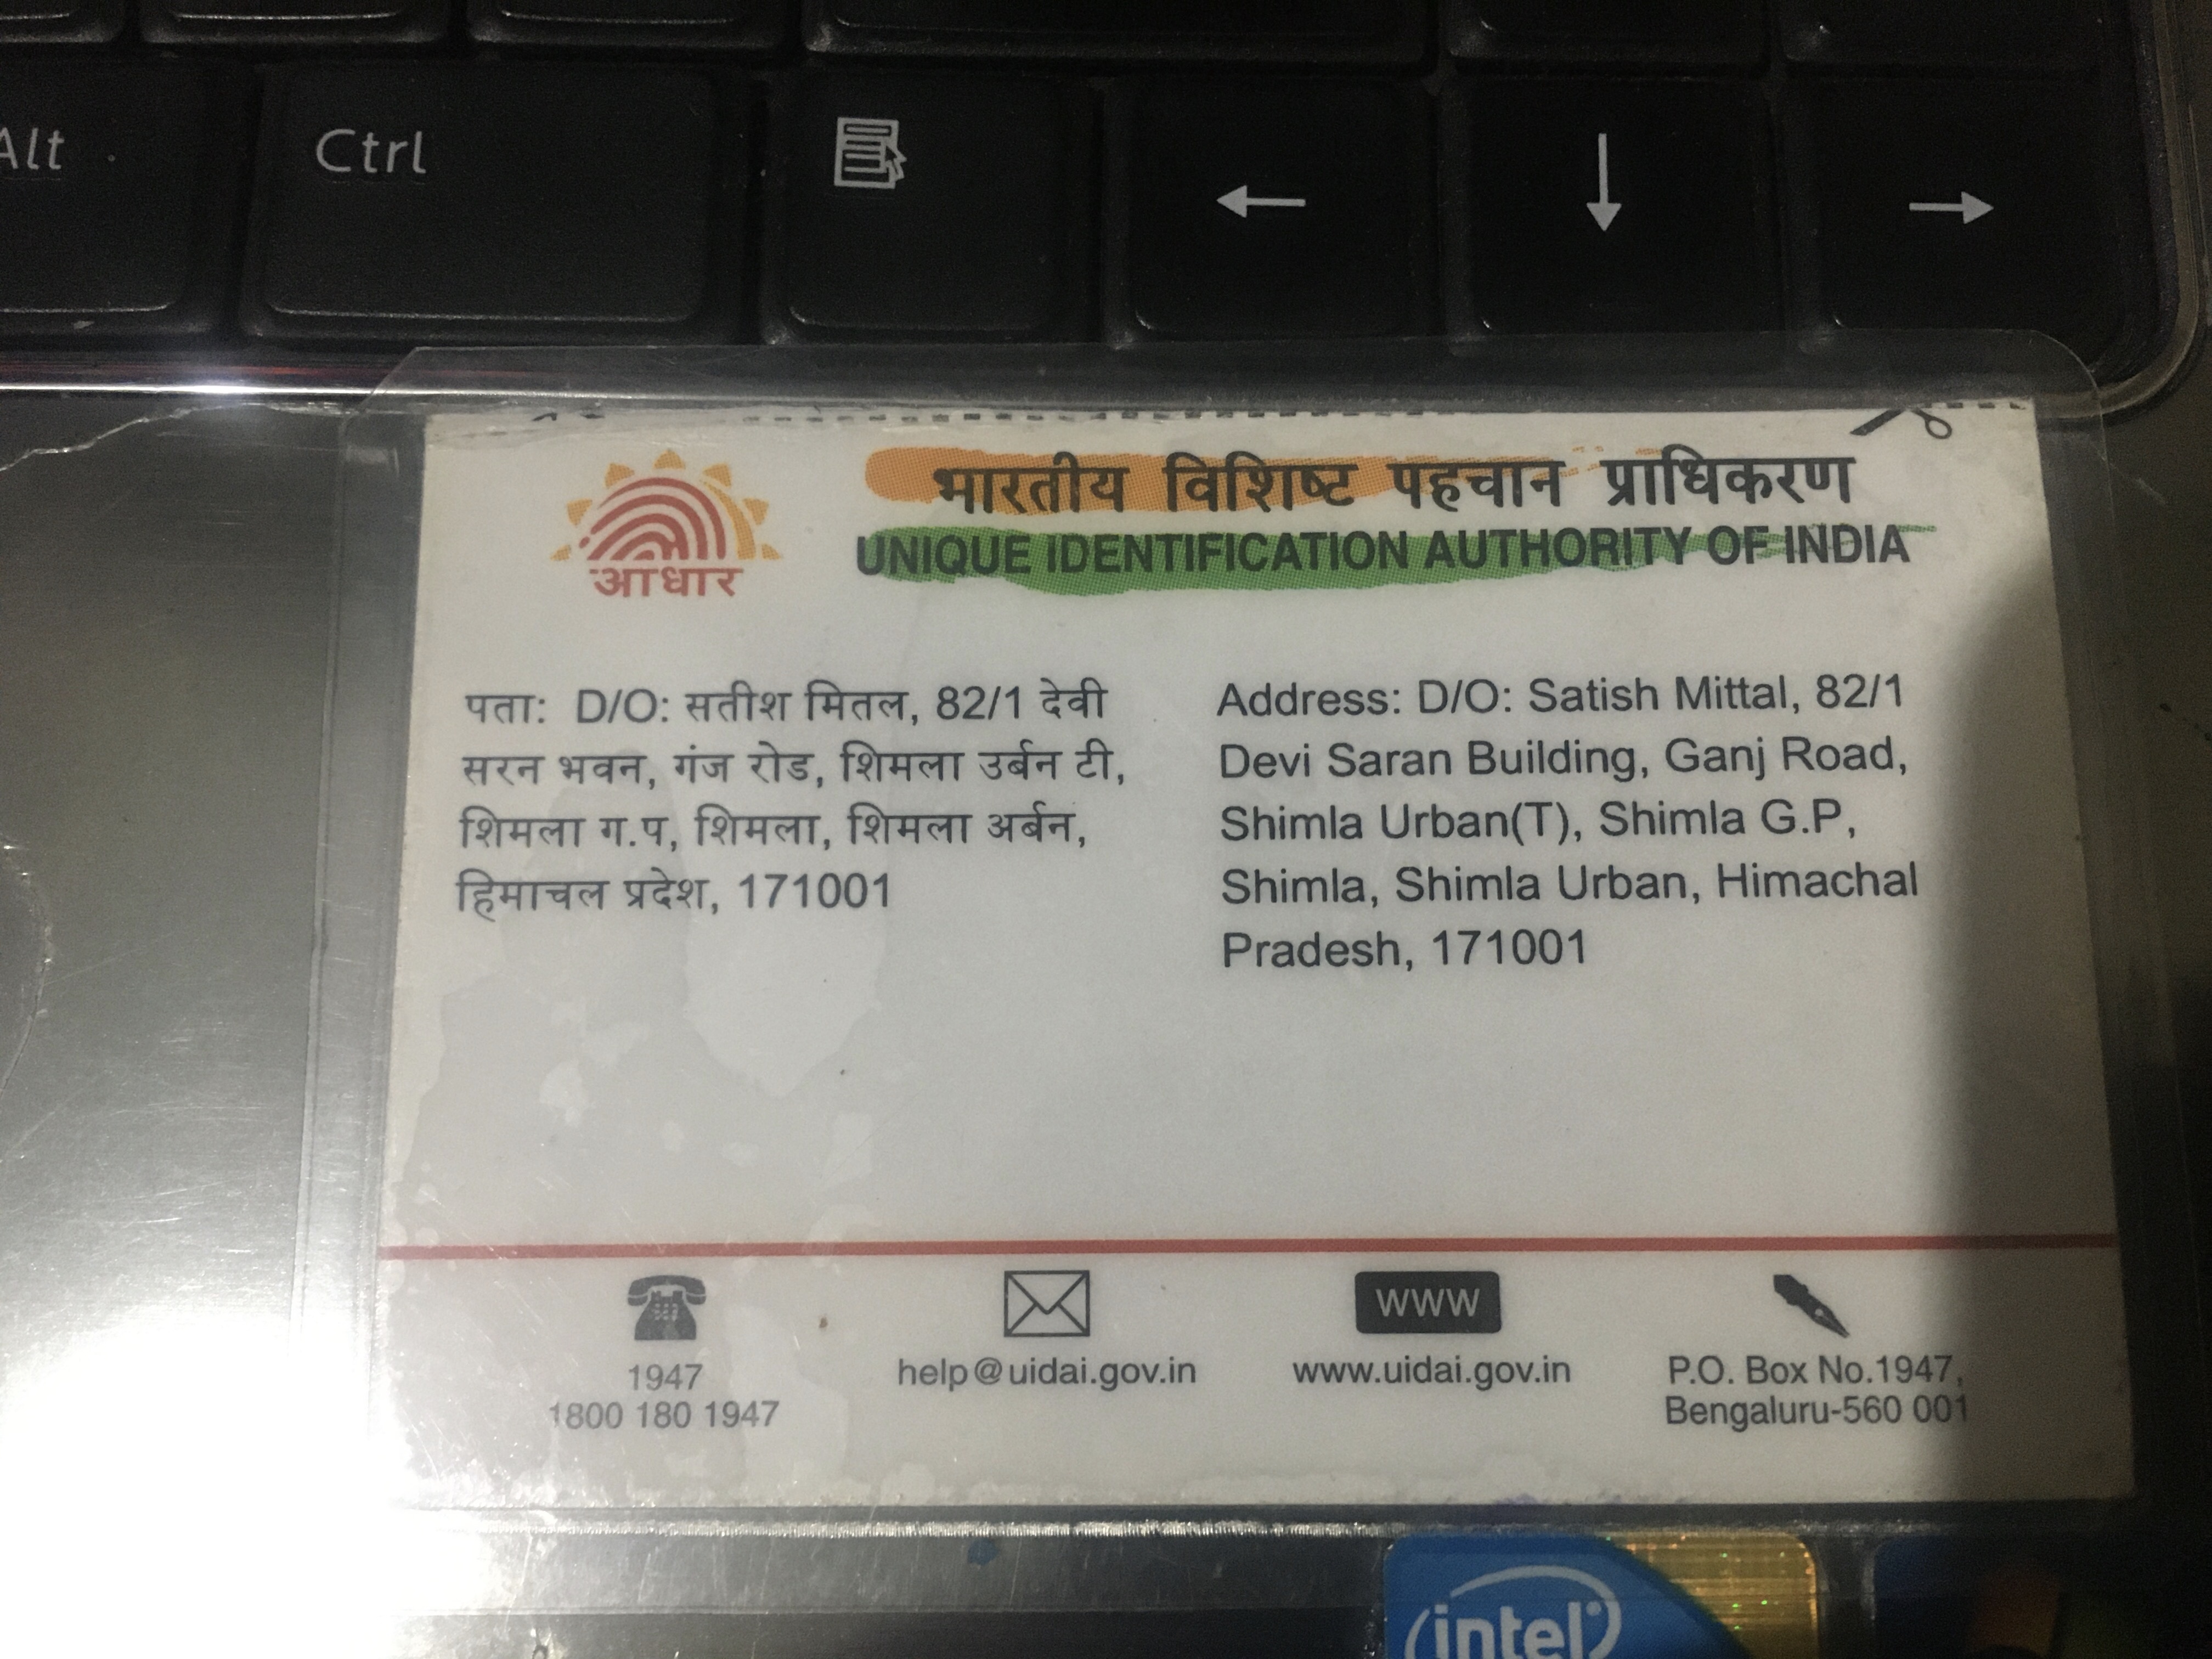 Alt
Ctrl
भारतीय विशिष्ट पहचान प्राधिकरण
UNIQUE IDENTIFICATION AUTHORITY OF INDIA
आधार
पता: D/O: सतीश मितल, 82/1 देवी
सरन भवन, गंज रोड, शिमला उर्बन टी,
शिमला ग.प, शिमला, शिमला अर्बन,
हिमाचल प्रदेश, 171001
Address: D/O: Satish Mittal, 82/1
Devi Saran Building, Ganj Road,
Shimla Urban(T), Shimla G.P,
Shimla, Shimla Urban, Himachal
Pradesh, 171001
1947
1800 180 1947
help@uidai.gov.in
WWW
www.uidai.gov.in
P.O. Box No.1947,
Bengaluru-560 001
intel